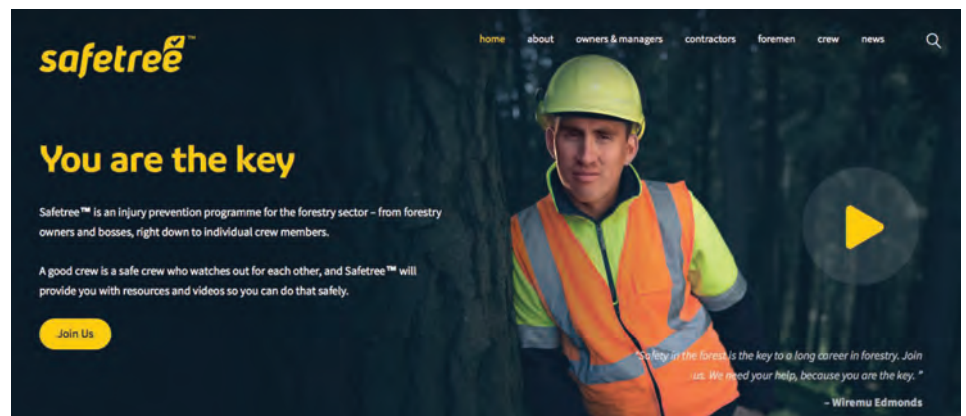 safetree™
home about owners & managers contractors foremen crew news
You are the key
Safetree™ is an injury prevention programme for the forestry sector – from forestry
owners and bosses, right down to individual crew members.
A good crew is a safe crew who watches out for each other, and Safetree™ will
provide you with resources and videos so you can do that safely.
Join Us
"Safety in the forest is the key to a long career in forestry. Join
us. We need your help, because you are the key. "
– Wiremu Edmonds